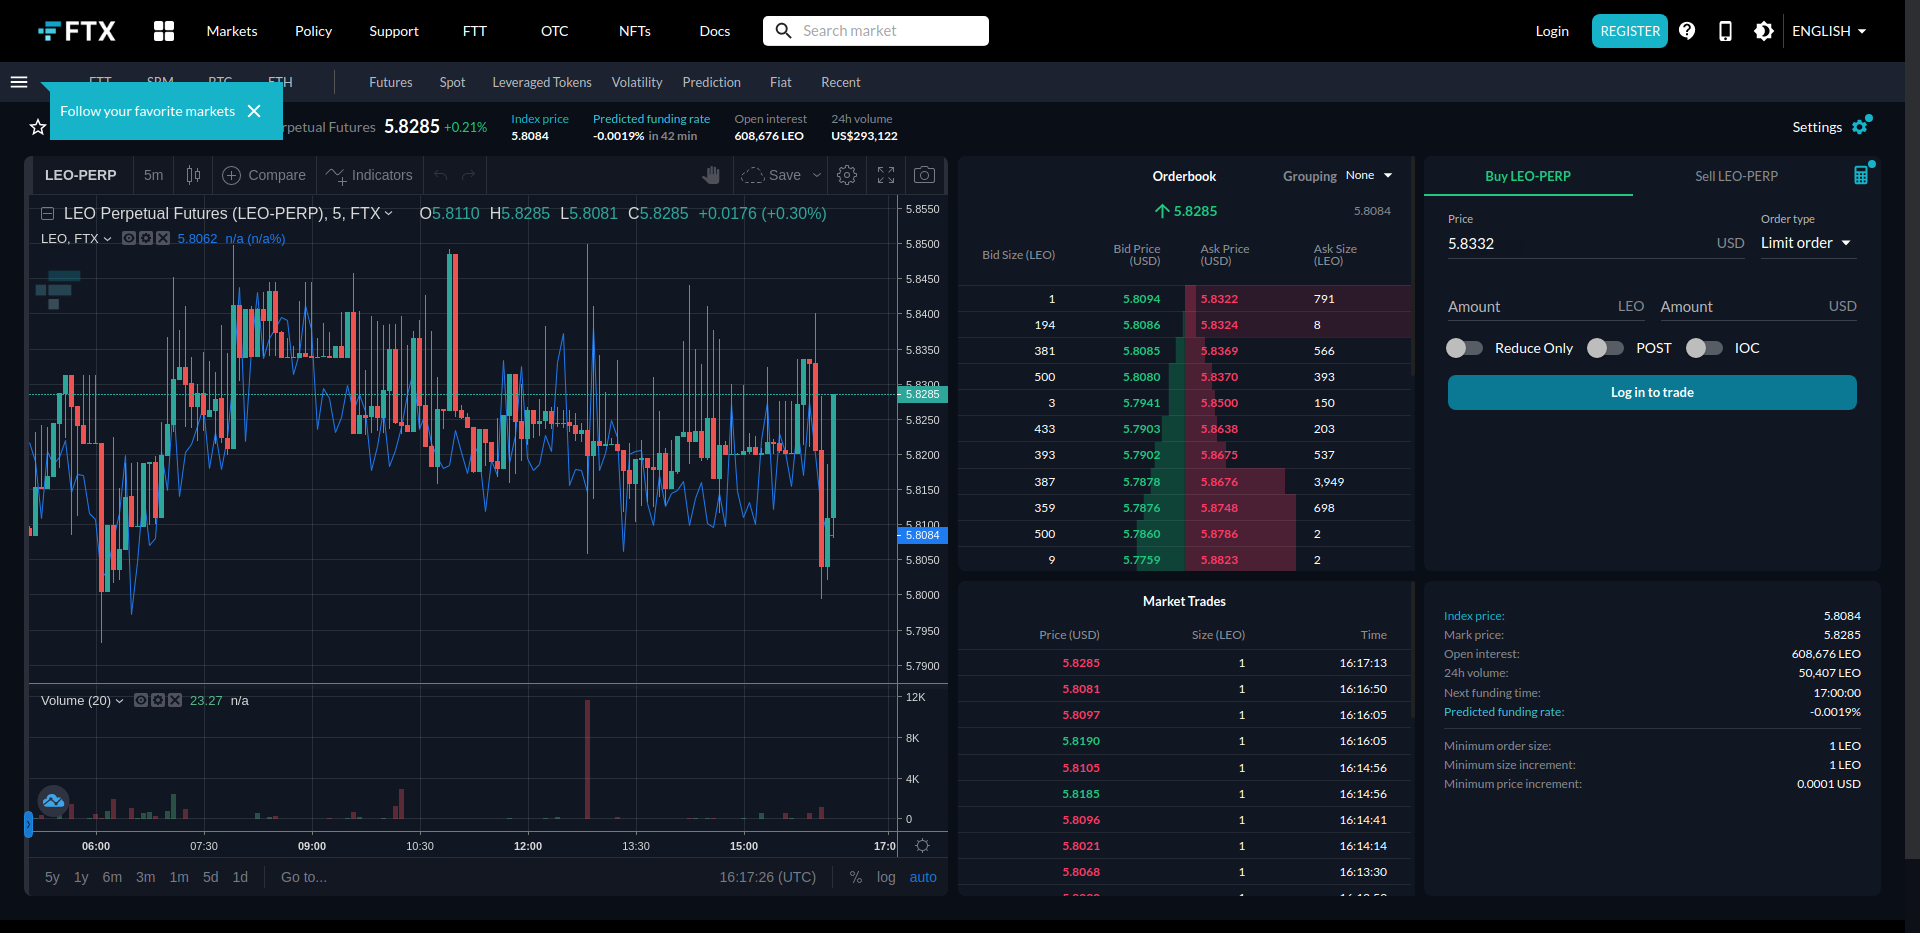 FTX
Markets Policy Support FTT OTC NFTs Docs Search market Login REGISTER ENGLISH
FTT SRM BTC ETH Futures Spot Leveraged Tokens Volatility Prediction Fiat Recent
Follow your favorite markets
rpetual Futures 5.8285 +0.21%
Index price
5.8084
Predicted funding rate
-0.0019% in 42 min
Open interest
608,676 LEO
24h volume
US$293,122
Settings
LEO-PERP 5m Compare Indicators Save
LEO Perpetual Futures (LEO-PERP), 5, FTX O5.8110 H5.8285 L5.8081 C5.8285 +0.0176 (+0.30%)
LEO, FTX 5.8062 n/a (n/a%)
5.8550
5.8500
5.8450
5.8400
5.8350
5.8300
5.8285
5.8250
5.8200
5.8150
5.8100
5.8084
5.8050
5.8000
5.7950
5.7900
Volume (20) 23.27 n/a
12K
8K
4K
0
06:00 07:30 09:00 10:30 12:00 13:30 15:00 17:0
5y 1y 6m 3m 1m 5d 1d Go to... 16:17:26 (UTC) % log auto
Orderbook Grouping None
5.8285 5.8084
Bid Size (LEO) Bid Price (USD) Ask Price (USD) Ask Size (LEO)
1 5.8094 5.8322 791
194 5.8086 5.8324 8
381 5.8085 5.8369 566
500 5.8080 5.8370 393
3 5.7941 5.8500 150
433 5.7903 5.8638 203
393 5.7902 5.8675 537
387 5.7878 5.8676 3,949
359 5.7876 5.8748 698
500 5.7860 5.8786 2
9 5.7759 5.8823 2
Market Trades
Price (USD) Size (LEO) Time
5.8285 1 16:17:13
5.8081 1 16:16:50
5.8097 1 16:16:05
5.8190 1 16:16:05
5.8105 1 16:14:56
5.8185 1 16:14:56
5.8096 1 16:14:41
5.8021 1 16:14:14
5.8068 1 16:13:30
Buy LEO-PERP Sell LEO-PERP
Price Order type
5.8332 USD Limit order
Amount LEO Amount USD
Reduce Only POST IOC
Log in to trade
Index price: 5.8084
Mark price: 5.8285
Open interest: 608,676 LEO
24h volume: 50,407 LEO
Next funding time: 17:00:00
Predicted funding rate: -0.0019%
Minimum order size: 1 LEO
Minimum size increment: 1 LEO
Minimum price increment: 0.0001 USD